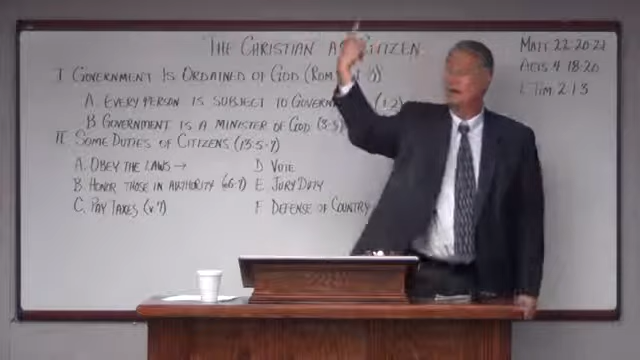 THE CHRISTIAN AS CITIZEN
I GOVERNMENT IS ORDAINED OF GOD (ROM
A. EVERY PERSON IS SUBJECT TO GOVERN (1-2)
B GOVERNMENT IS A MINISTER OF GOD (3-5)
II SOME DUTIES OF CITIZENS (13:5-7)
A. OBEY THE LAWS →
B. HONOR THOSE IN AUTHORITY
C. PAY TAXES (v 7)
D VOTE
E. JURY DUTY
F DEFENSE OF COUNTRY
MATT 22:20-21
ACTS 4 18-20
1 TIM 2 1 3